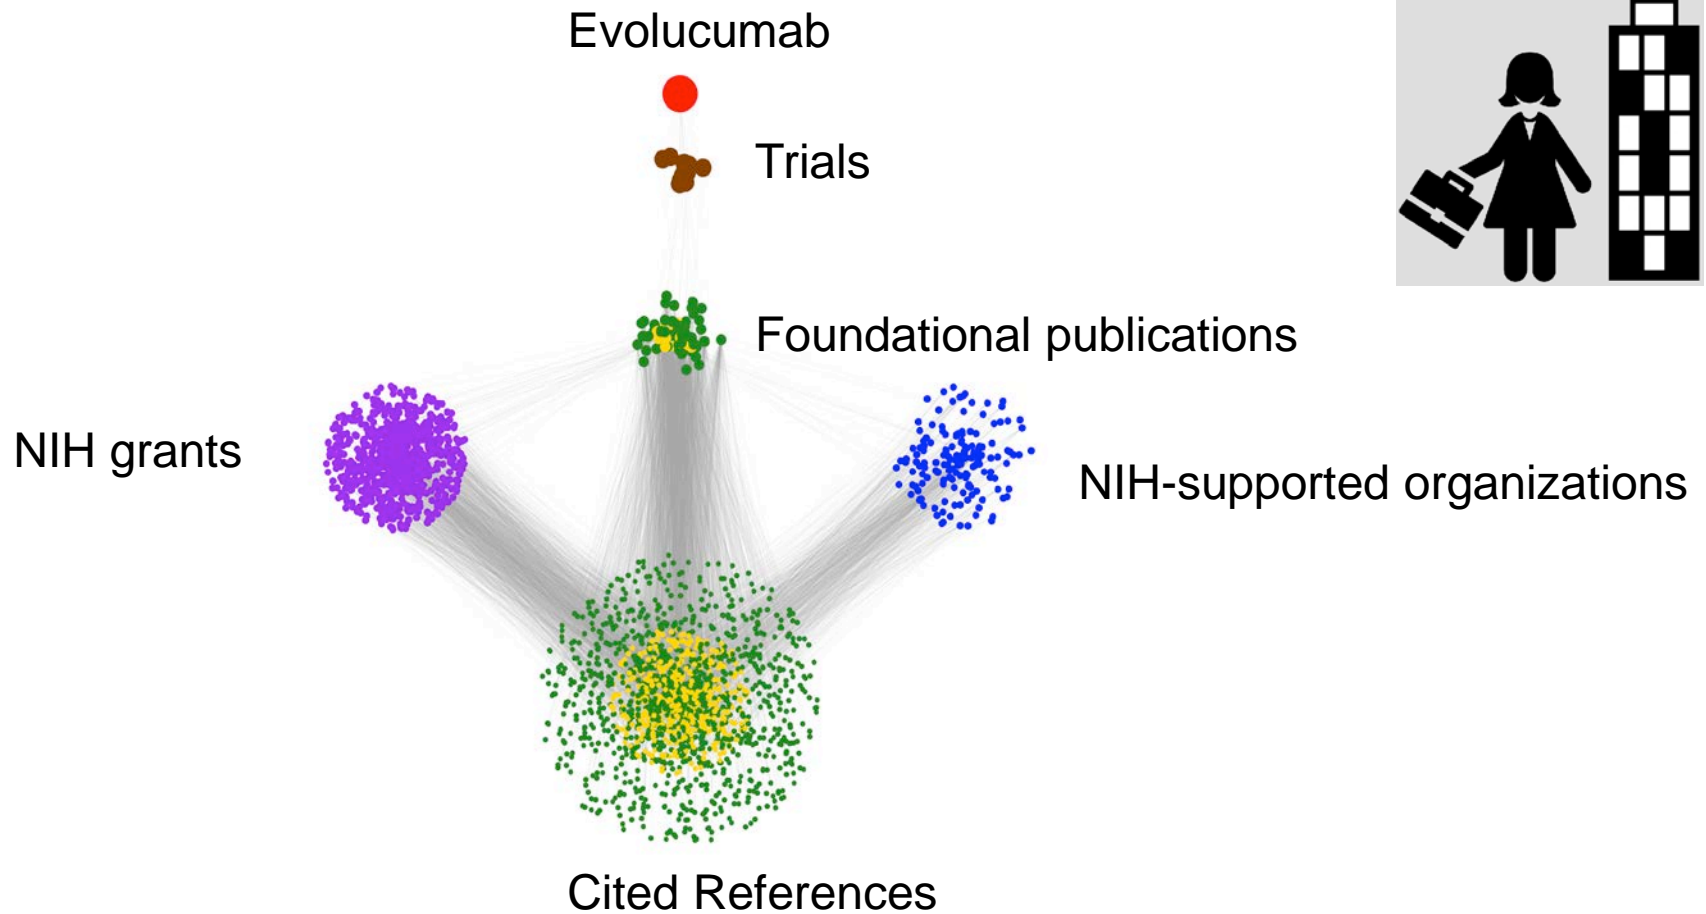 Evolucumab
Trials
Foundational publications
NIH grants
NIH-supported organizations
Cited References